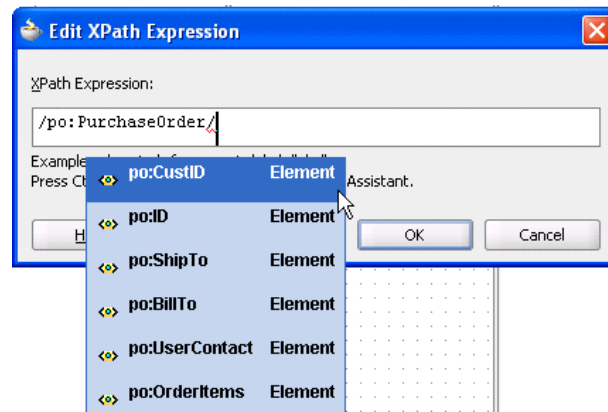 Edit XPath Expression
XPath Expression:
/po:PurchaseOrder/
Example
Press Ct Assistant.
po:CustID Element
po:ID Element
po:ShipTo Element
po:BillTo Element
po:UserContact Element
po:OrderItems Element
H
OK
Cancel